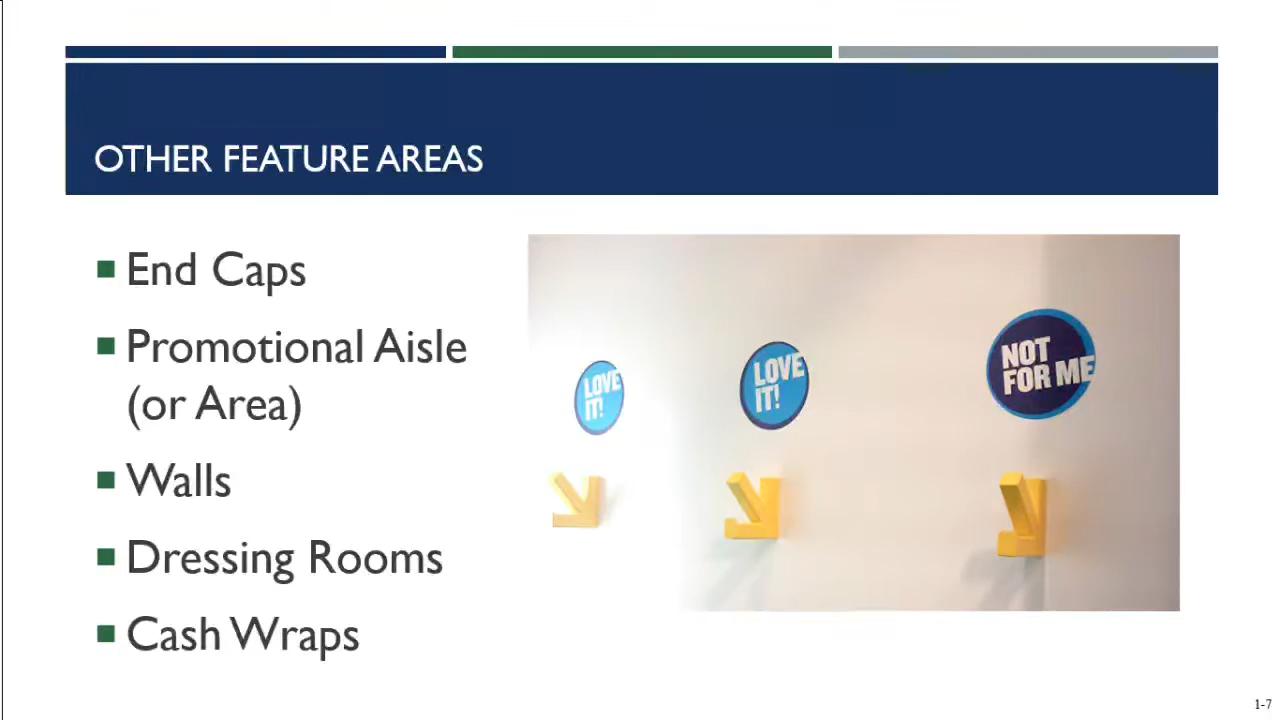 OTHER FEATURE AREAS
End Caps
Promotional Aisle
(or Area)
Walls
Dressing Rooms
Cash Wraps
LOVE
IT!
LOVE
IT!
NOT
FOR ME
1-7